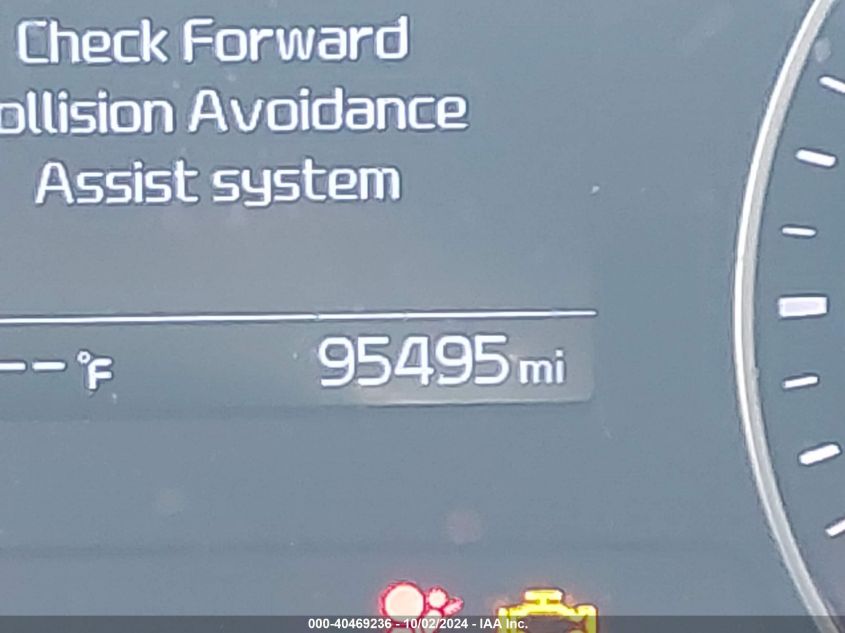 Check Forward
ollision Avoidance
Assist system
--°F 95495 mi
000-40469236 - 10/02/2024 - IAA Inc.